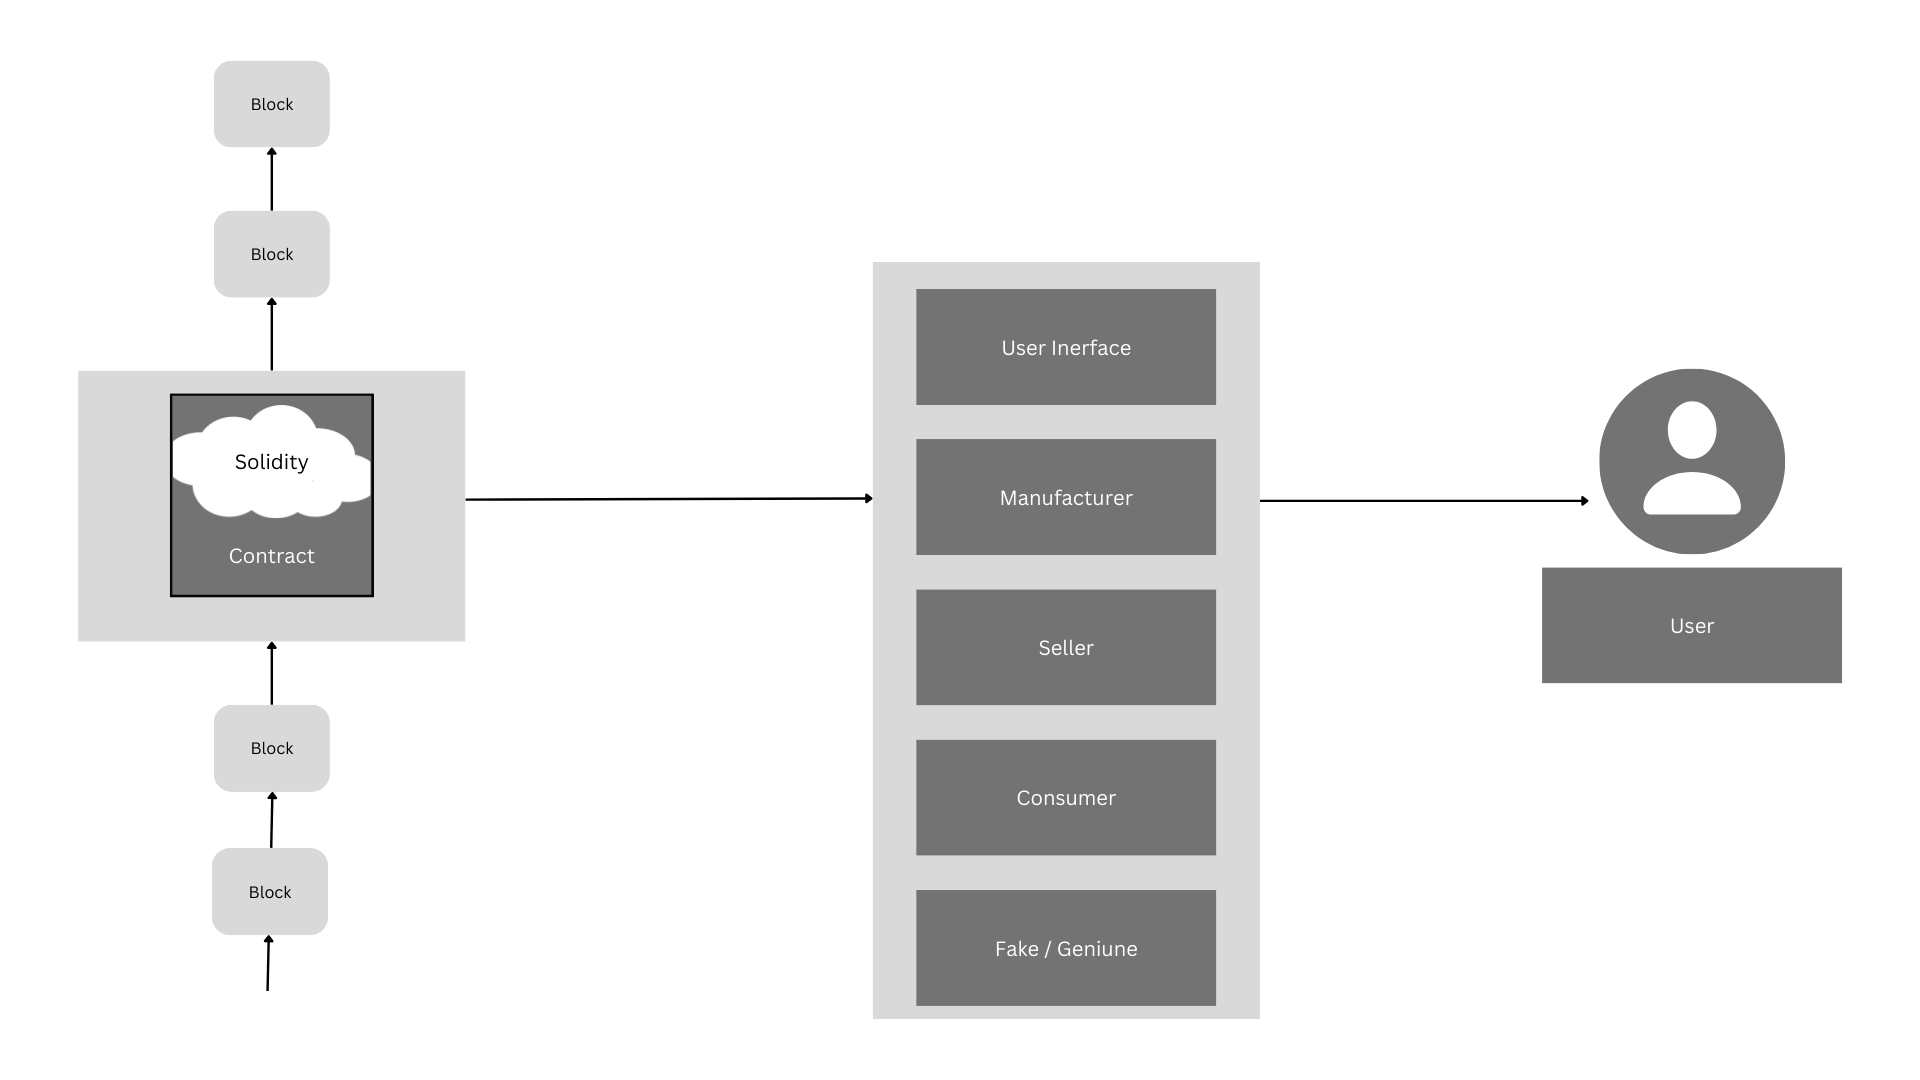 Block
Block
Solidity
Contract
Block
Block
User Inerface
Manufacturer
Seller
Consumer
Fake / Geniune
User